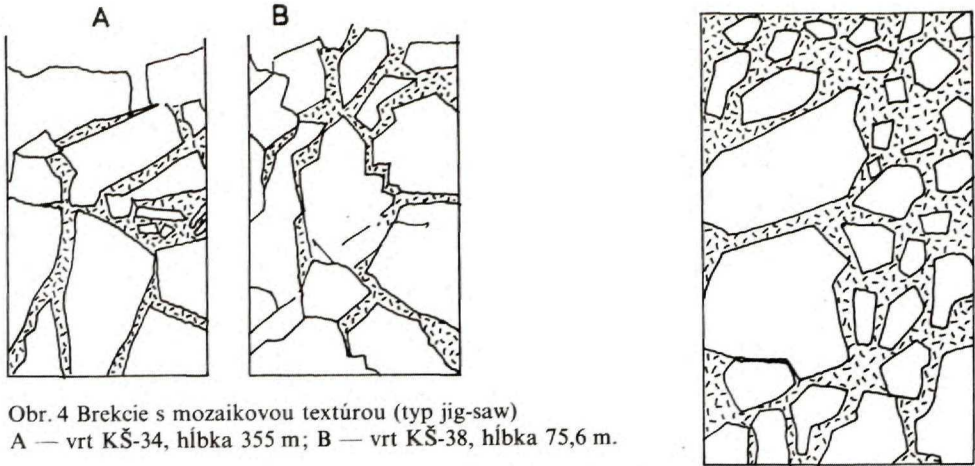 A B
Obr. 4 Brekcie s mozaikovou textúrou (typ jig-saw)
A — vrt KŠ-34, hĺbka 355 m; B — vrt KŠ-38, hĺbka 75,6 m.